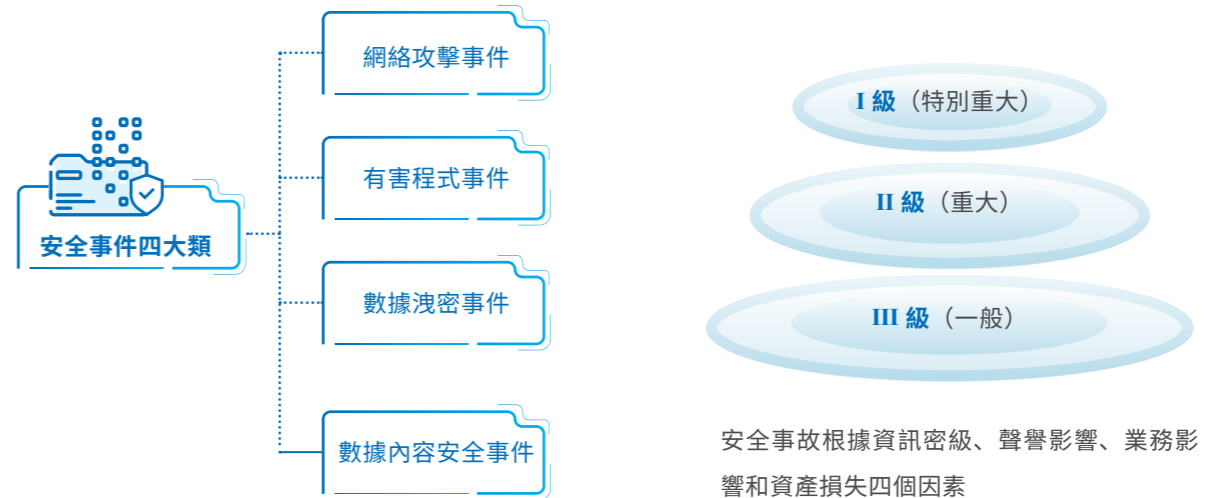 安全事件四大類
網絡攻擊事件
有害程式事件
數據洩密事件
數據內容安全事件
I 級（特別重大）
II 級（重大）
III 級（一般）
安全事故根據資訊密級、聲譽影響、業務影
響和資產損失四個因素